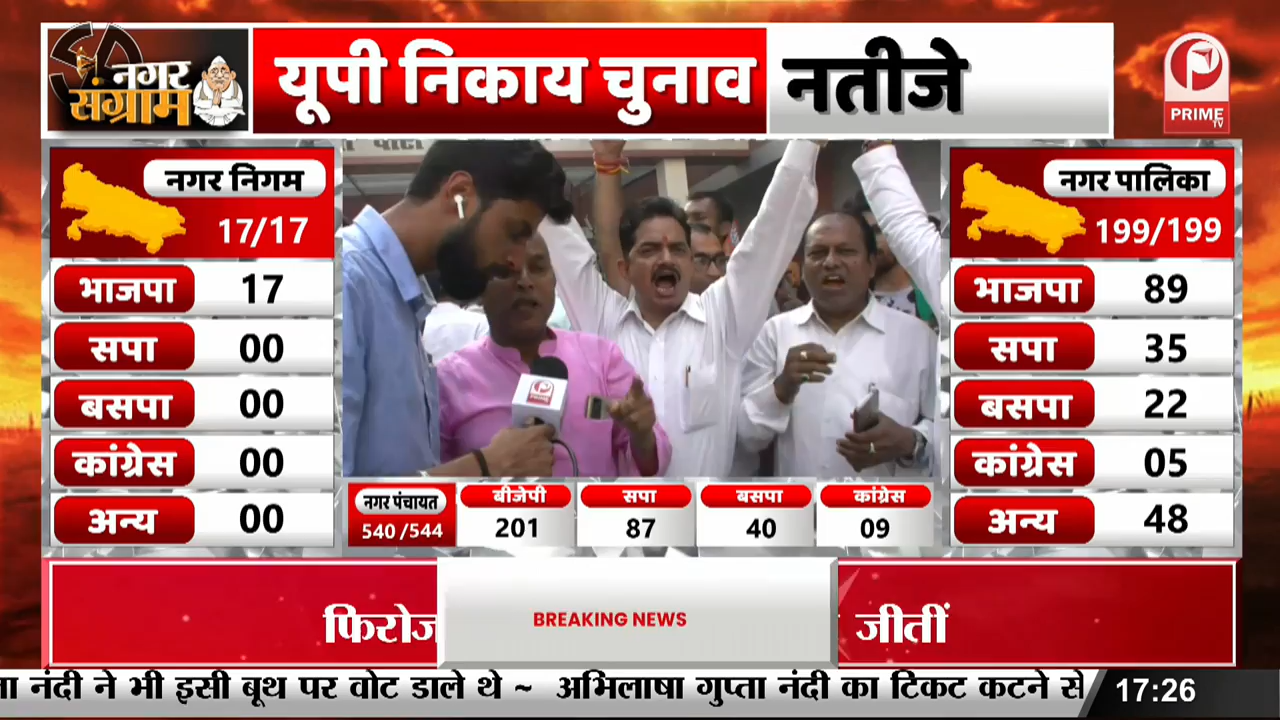 नगर
संग्राम
यूपी निकाय चुनाव नतीजे
PRIME
TV
नगर निगम
17/17
भाजपा 17
सपा 00
बसपा 00
कांग्रेस 00
अन्य 00
नगर पालिका
199/199
भाजपा 89
सपा 35
बसपा 22
कांग्रेस 05
अन्य 48
नगर पंचायत
540/544
बीजेपी 201
सपा 87
बसपा 40
कांग्रेस 09
BREAKING NEWS
जीतीं
नंदी ने भी इसी बूथ पर वोट डाले थे ~ अभिलाषा गुप्ता नंदी का टिकट कटने से
17:26